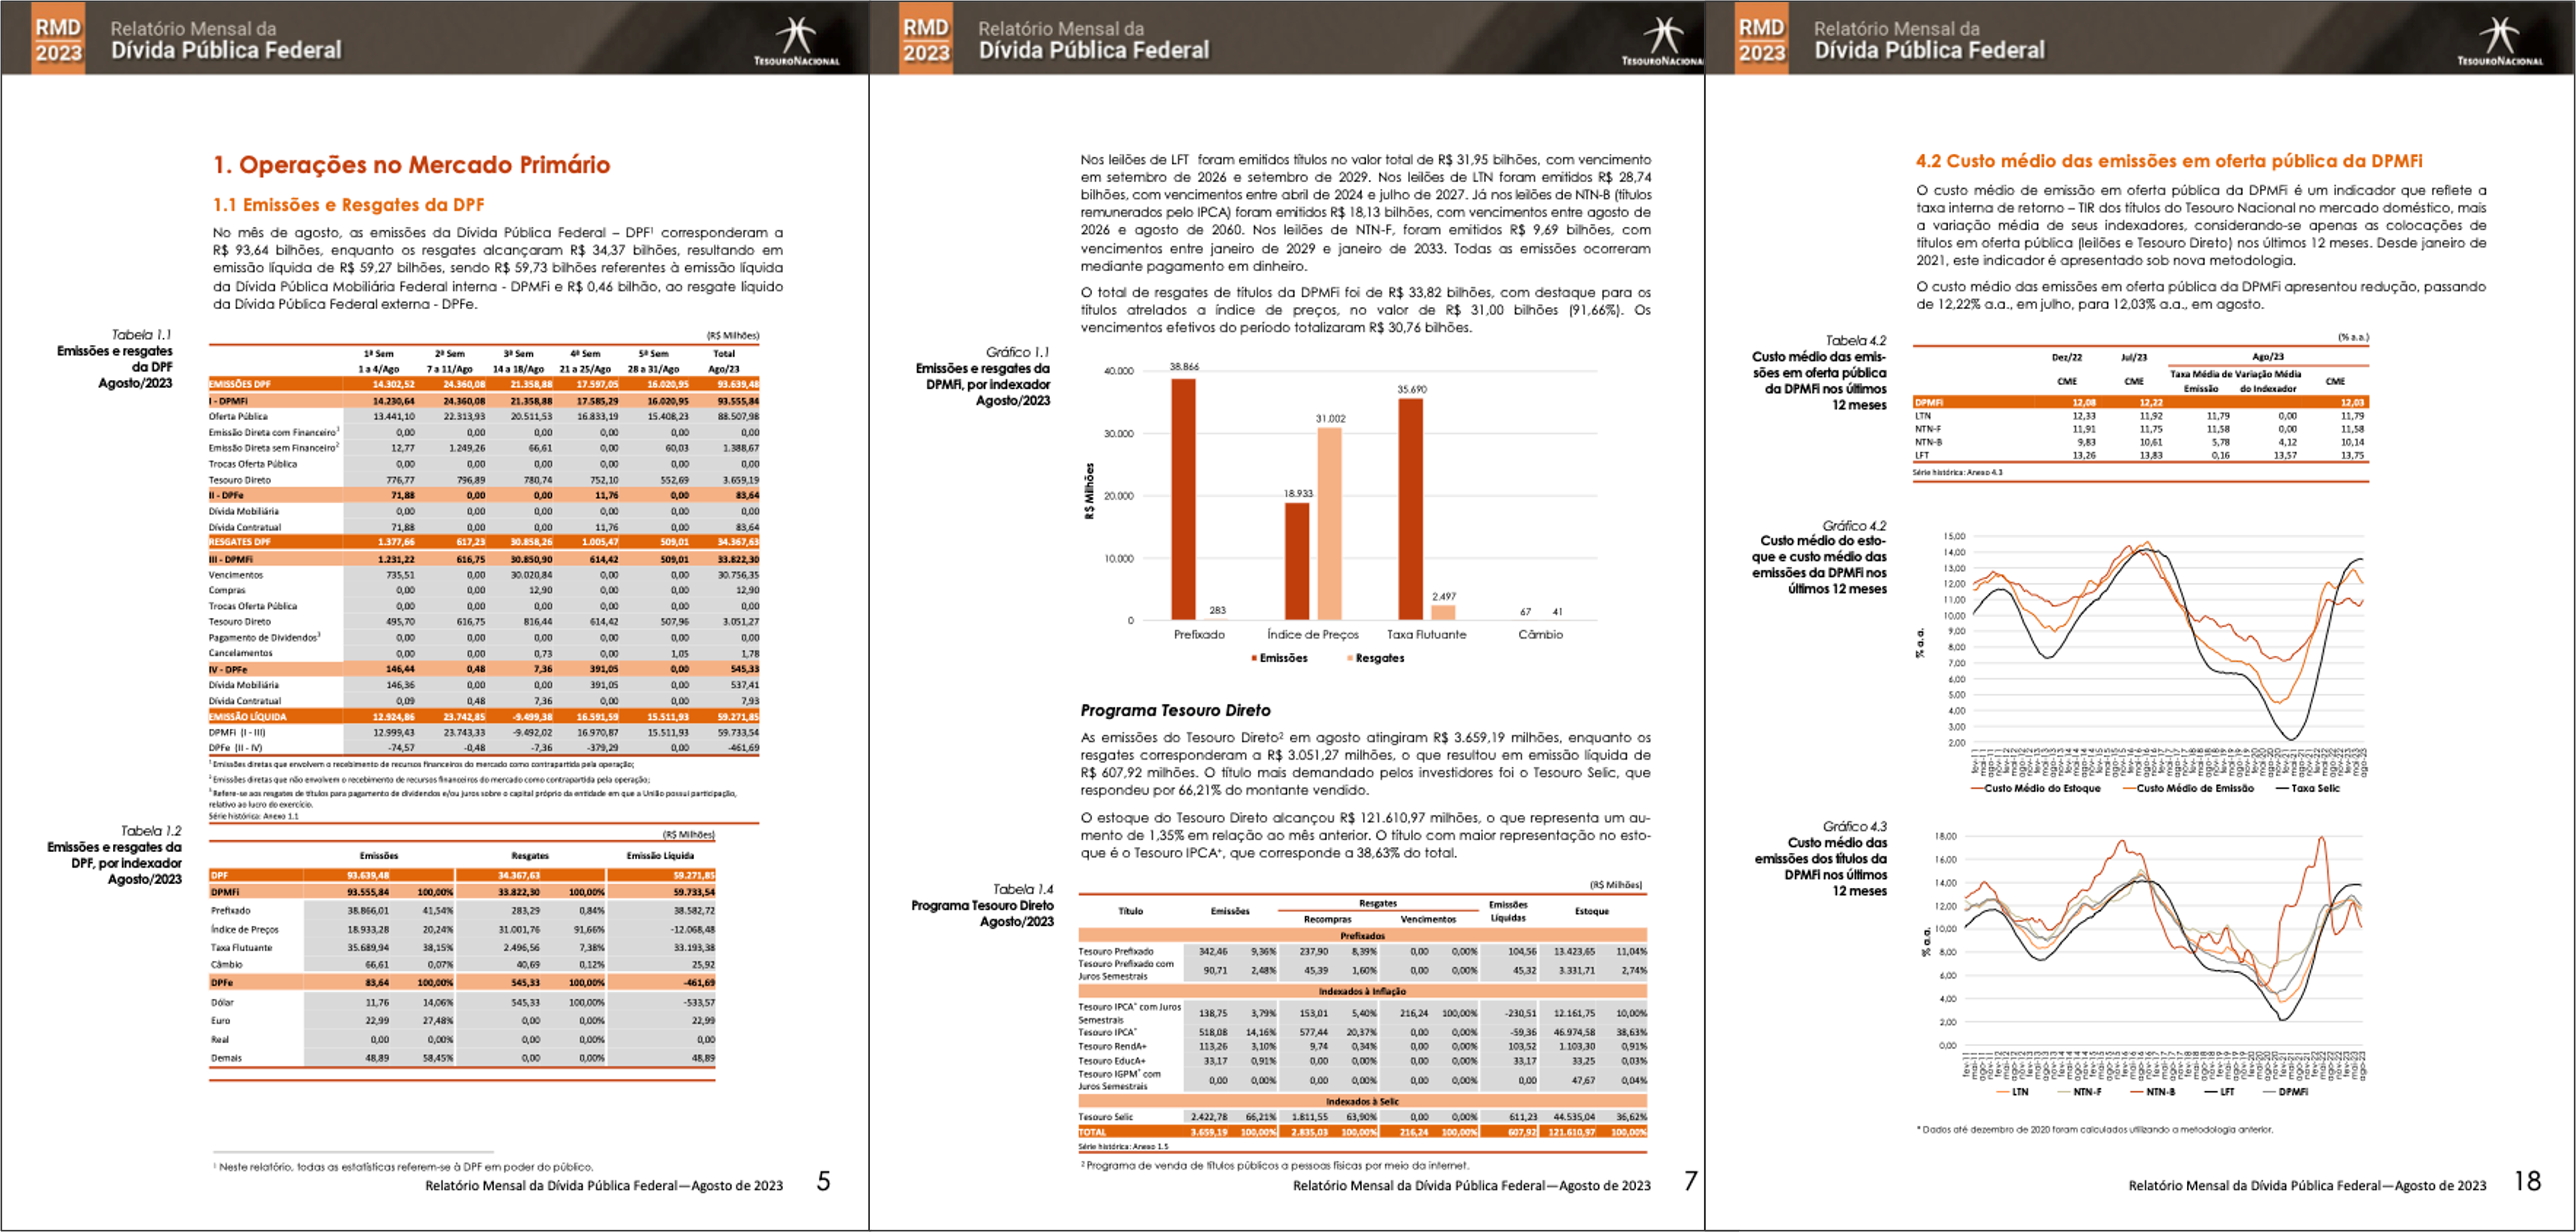 RMD
2023
Relatório Mensal da
Dívida Pública Federal
TESOURONACIONAL
1. Operações no Mercado Primário
1.1 Emissões e Resgates da DPF
No mês de agosto, as emissões da Dívida Pública Federal – DPF¹ corresponderam a
R$ 93,64 bilhões, enquanto os resgates alcançaram R$ 34,37 bilhões, resultando em
emissão líquida de R$ 59,27 bilhões, sendo R$ 59,73 bilhões referentes à emissão líquida
da Dívida Pública Mobiliária Federal interna - DPMFi e R$ 0,46 bilhão, ao resgate líquido
da Dívida Pública Federal externa - DPFe.
Tabela 1.1
Emissões e resgates
da DPF
Agosto/2023
(R$ Milhões)
1ª Sem 2ª Sem 3ª Sem 4ª Sem 5ª Sem Total
1 a 4/Ago 7 a 11/Ago 14 a 18/Ago 21 a 25/Ago 28 a 31/Ago Ago/23
EMISSÕES DPF 14.302,52 24.360,08 21.358,88 17.597,05 16.020,95 93.639,48
I - DPMFi 14.230,64 24.360,08 21.358,88 17.585,29 16.020,95 93.555,84
Oferta Pública 13.441,10 22.313,93 20.511,53 16.833,19 15.408,23 88.507,98
Emissão Direta com Financeiro¹ 0,00 0,00 0,00 0,00 0,00 0,00
Emissão Direta sem Financeiro² 12,77 1.249,26 66,61 0,00 60,03 1.388,67
Trocas Oferta Pública 0,00 0,00 0,00 0,00 0,00 0,00
Tesouro Direto 776,77 796,89 780,74 752,10 552,69 3.659,19
II - DPFe 71,88 0,00 0,00 11,76 0,00 83,64
Dívida Mobiliária 0,00 0,00 0,00 0,00 0,00 0,00
Dívida Contratual 71,88 0,00 0,00 11,76 0,00 83,64
RESGATES DPF 1.377,66 617,23 30.858,26 1.005,47 509,01 34.367,63
III - DPMFi 1.231,22 616,75 30.850,90 614,42 509,01 33.822,30
Vencimentos 735,51 0,00 30.020,84 0,00 0,00 30.756,35
Compras 0,00 0,00 12,90 0,00 0,00 12,90
Trocas Oferta Pública 0,00 0,00 0,00 0,00 0,00 0,00
Tesouro Direto 495,70 616,75 816,44 614,42 507,96 3.051,27
Pagamento de Dividendos³ 0,00 0,00 0,00 0,00 0,00 0,00
Cancelamentos 0,00 0,00 0,73 0,00 1,05 1,78
IV - DPFe 146,44 0,48 7,36 391,05 0,00 545,33
Dívida Mobiliária 146,36 0,00 0,00 391,05 0,00 537,41
Dívida Contratual 0,09 0,48 7,36 0,00 0,00 7,93
EMISSÃO LÍQUIDA 12.924,86 23.742,85 -9.499,38 16.591,59 15.511,93 59.271,85
DPMFi (I - III) 12.999,43 23.743,33 -9.492,02 16.970,87 15.511,93 59.733,54
DPFe (II - IV) -74,57 -0,48 -7,36 -379,29 0,00 -461,69
¹ Emissões diretas que envolvem o recebimento de recursos financeiros do mercado como contrapartida pela operação;
² Emissões diretas que não envolvem o recebimento de recursos financeiros do mercado como contrapartida pela operação;
³ Refere-se aos resgates de títulos para pagamento de dividendos e/ou juros sobre o capital próprio da entidade em que a União possui participação,
relativo ao lucro do exercício.
Série histórica: Anexo 1.1
Tabela 1.2
Emissões e resgates da
DPF, por indexador
Agosto/2023
(R$ Milhões)
Emissões Resgates Emissão Líquida
DPF 93.639,48 34.367,63 59.271,85
DPMFi 93.555,84 100,00% 33.822,30 100,00% 59.733,54
Prefixado 38.866,01 41,54% 283,29 0,84% 38.582,72
Índice de Preços 18.933,28 20,24% 31.001,76 91,66% -12.068,48
Taxa Flutuante 35.689,94 38,15% 2.496,56 7,38% 33.193,38
Câmbio 66,61 0,07% 40,69 0,12% 25,92
DPFe 83,64 100,00% 545,33 100,00% -461,69
Dólar 11,76 14,06% 545,33 100,00% -533,57
Euro 22,99 27,48% 0,00 0,00% 22,99
Real 0,00 0,00% 0,00 0,00% 0,00
Demais 48,89 58,45% 0,00 0,00% 48,89
¹ Neste relatório, todas as estatísticas referem-se à DPF em poder do público.
Relatório Mensal da Dívida Pública Federal—Agosto de 2023 5
RMD
2023
Relatório Mensal da
Dívida Pública Federal
TESOURONACIONAL
Nos leilões de LFT foram emitidos títulos no valor total de R$ 31,95 bilhões, com vencimento
em setembro de 2026 e setembro de 2029. Nos leilões de LTN foram emitidos R$ 28,74
bilhões, com vencimentos entre abril de 2024 e julho de 2027. Já nos leilões de NTN-B (títulos
remunerados pelo IPCA) foram emitidos R$ 18,13 bilhões, com vencimentos entre agosto de
2026 e agosto de 2060. Nos leilões de NTN-F, foram emitidos R$ 9,69 bilhões, com
vencimentos entre janeiro de 2029 e janeiro de 2033. Todas as emissões ocorreram
mediante pagamento em dinheiro.
O total de resgates de títulos da DPMFi foi de R$ 33,82 bilhões, com destaque para os
títulos atrelados a índice de preços, no valor de R$ 31,00 bilhões (91,66%). Os
vencimentos efetivos do período totalizaram R$ 30,76 bilhões.
Gráfico 1.1
Emissões e resgates da
DPMFi, por indexador
Agosto/2023
R$ Milhões
40.000
30.000
20.000
10.000
0
38.866
283
18.933
31.002
35.690
2.497
67 41
Prefixado Índice de Preços Taxa Flutuante Câmbio
Emissões Resgates
Programa Tesouro Direto
As emissões do Tesouro Direto² em agosto atingiram R$ 3.659,19 milhões, enquanto os
resgates corresponderam a R$ 3.051,27 milhões, o que resultou em emissão líquida de
R$ 607,92 milhões. O título mais demandado pelos investidores foi o Tesouro Selic, que
respondeu por 66,21% do montante vendido.
O estoque do Tesouro Direto alcançou R$ 121.610,97 milhões, o que representa um au-
mento de 1,35% em relação ao mês anterior. O título com maior representação no esto-
que é o Tesouro IPCA+, que corresponde a 38,63% do total.
Tabela 1.4
Programa Tesouro Direto
Agosto/2023
(R$ Milhões)
Título Emissões Resgates Emissões Líquidas Estoque
Recompras Vencimentos
Prefixados
Tesouro Prefixado 342,46 9,36% 237,90 8,39% 0,00 0,00% 104,56 13.423,65 11,04%
Tesouro Prefixado com
Juros Semestrais 90,71 2,48% 45,39 1,60% 0,00 0,00% 45,32 3.331,71 2,74%
Indexados à Inflação
Tesouro IPCA+ com Juros
Semestrais 138,75 3,79% 153,01 5,40% 216,24 100,00% -230,51 12.161,75 10,00%
Tesouro IPCA+ 518,08 14,16% 577,44 20,37% 0,00 0,00% -59,36 46.974,58 38,63%
Tesouro RendA+ 113,26 3,10% 9,74 0,34% 0,00 0,00% 103,52 1.103,30 0,91%
Tesouro EducA+ 33,17 0,91% 0,00 0,00% 0,00 0,00% 33,17 33,25 0,03%
Tesouro IGPM+ com
Juros Semestrais 0,00 0,00% 0,00 0,00% 0,00 0,00% 0,00 47,67 0,04%
Indexados à Selic
Tesouro Selic 2.422,78 66,21% 1.811,55 63,90% 0,00 0,00% 611,23 44.535,04 36,62%
TOTAL 3.659,19 100,00% 2.835,03 100,00% 216,24 100,00% 607,92 121.610,97 100,00%
Série histórica: Anexo 1.5
² Programa de venda de títulos públicos a pessoas físicas por meio da internet.
Relatório Mensal da Dívida Pública Federal—Agosto de 2023 7
RMD
2023
Relatório Mensal da
Dívida Pública Federal
TESOURONACIONAL
4.2 Custo médio das emissões em oferta pública da DPMFi
O custo médio de emissão em oferta pública da DPMFi é um indicador que reflete a
taxa interna de retorno – TIR dos títulos do Tesouro Nacional no mercado doméstico, mais
a variação média de seus indexadores, considerando-se apenas as colocações de
títulos em oferta pública (leilões e Tesouro Direto) nos últimos 12 meses. Desde janeiro de
2021, este indicador é apresentado sob nova metodologia.
O custo médio das emissões em oferta pública da DPMFi apresentou redução, passando
de 12,22% a.a., em julho, para 12,03% a.a., em agosto.
Tabela 4.2
Custo médio das emis-
sões em oferta pública
da DPMFi nos últimos
12 meses
(% a.a.)
Dez/22 Jul/23 Ago/23
CME CME Taxa Média de Emissão Variação Média do Indexador CME
DPMFi 12,08 12,22 12,03
LTN 12,33 11,92 11,79 0,00 11,79
NTN-F 11,91 11,75 11,58 0,00 11,58
NTN-B 9,83 10,61 5,78 4,12 10,14
LFT 13,26 13,83 0,16 13,57 13,75
Série histórica: Anexo 4.3
Gráfico 4.2
Custo médio do esto-
que e custo médio das
emissões da DPMFi nos
últimos 12 meses
% a.a.
15,00
14,00
13,00
12,00
11,00
10,00
9,00
8,00
7,00
6,00
5,00
4,00
3,00
2,00
Custo Médio do Estoque Custo Médio de Emissão Taxa Selic
Gráfico 4.3
Custo médio das
emissões dos títulos da
DPMFi nos últimos
12 meses
% a.a.
18,00
16,00
14,00
12,00
10,00
8,00
6,00
4,00
2,00
0,00
LTN NTN-F NTN-B LFT DPMFi
* Dados até dezembro de 2020 foram calculados utilizando a metodologia anterior.
Relatório Mensal da Dívida Pública Federal—Agosto de 2023 18